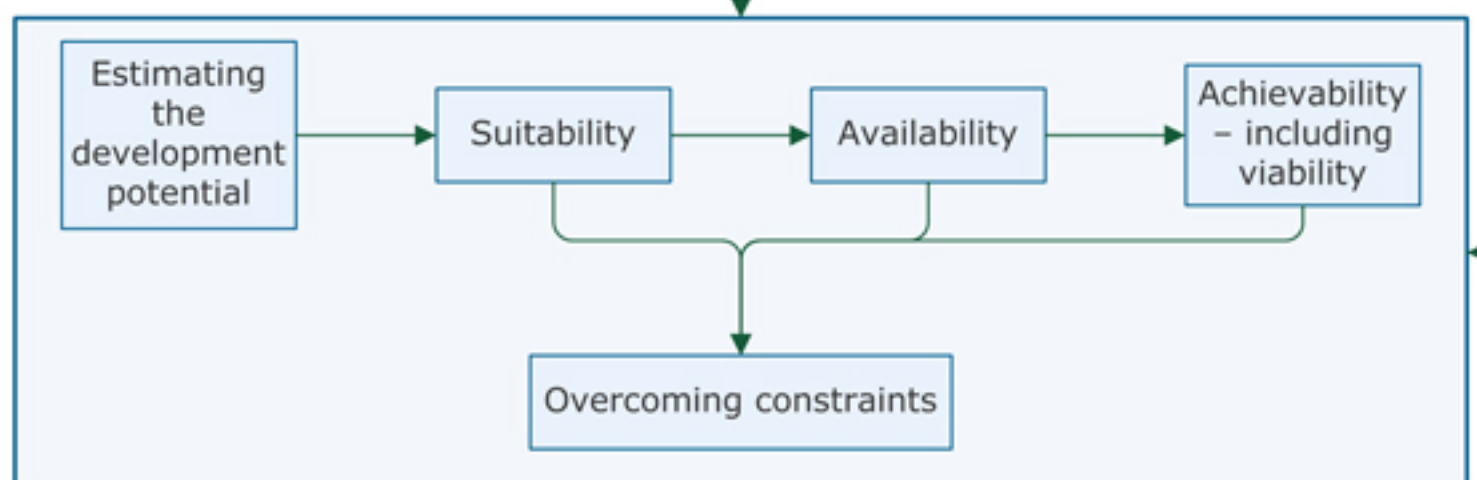 Estimating
the
development
potential
Suitability
Availability
Achievability
– including
viability
Overcoming constraints